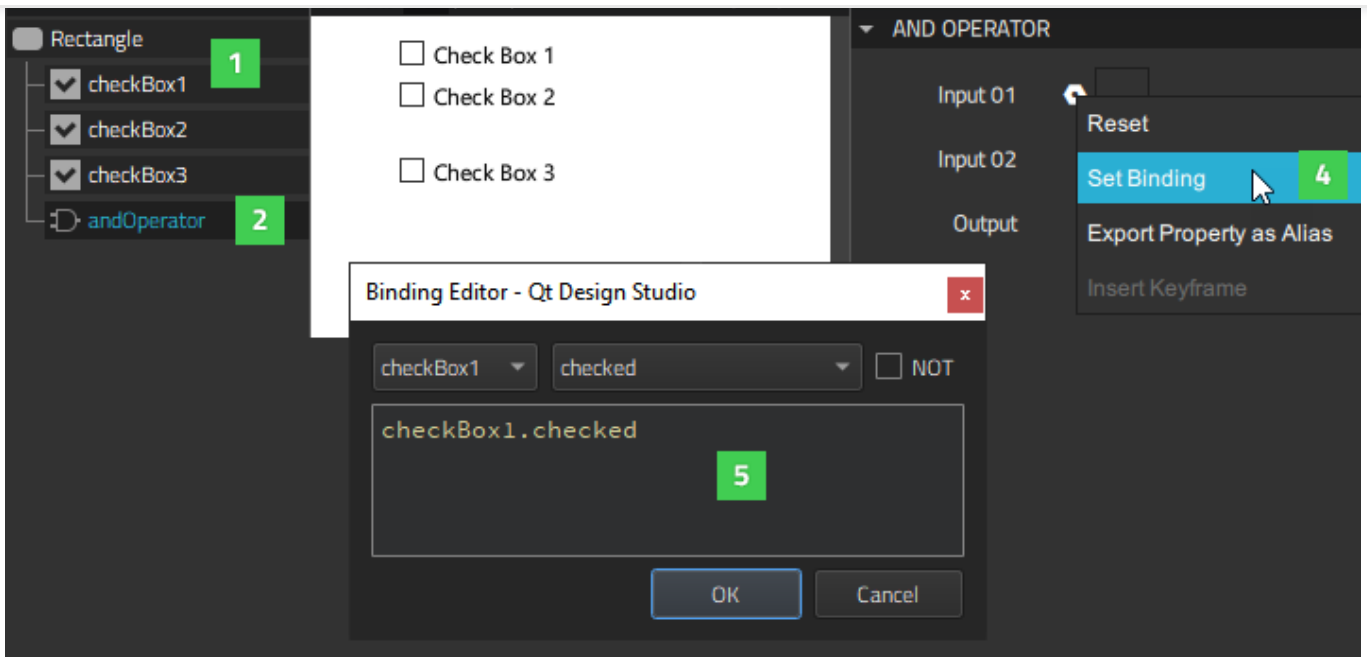 Rectangle
1
checkBox1
checkBox2
checkBox3
andOperator 2
Check Box 1
Check Box 2
Check Box 3
AND OPERATOR
Input 01
Input 02
Output
Reset
Set Binding 4
Export Property as Alias
Insert Keyframe
Binding Editor - Qt Design Studio x
checkBox1 checked NOT
checkBox1.checked
5
OK Cancel